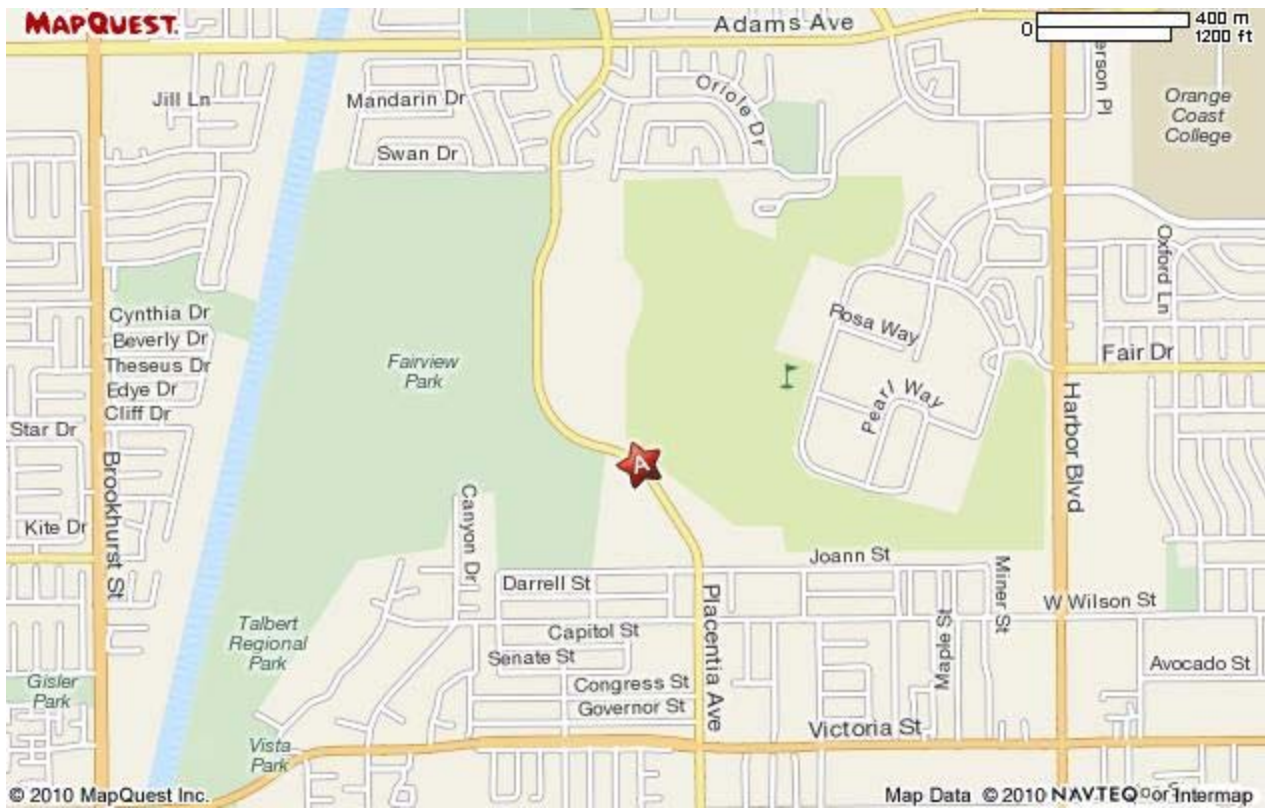 MAPQUEST.
Adams Ave
0
400 m
1200 ft
erson Pl
Orange
Coast
College
Jill Ln
Mandarin Dr
Oriole Dr
Swan Dr
Oxford Ln
Cynthia Dr
Beverly Dr
Theseus Dr
Edye Dr
Cliff Dr
Star Dr
Brookhurst St
Kite Dr
Fairview
Park
Rosa Way
Pearl Way
Fair Dr
Harbor Blvd
A
Canyon Dr
Joann St
Darrell St
Miner St
W Wilson St
Placentia Ave
Capitol St
Maple St
Talbert
Regional
Park
Senate St
Avocado St
Congress St
Governor St
Gisler
Park
Victoria St
Vista
Park
© 2010 MapQuest Inc.
Map Data © 2010 NAVTEQ or Intermap